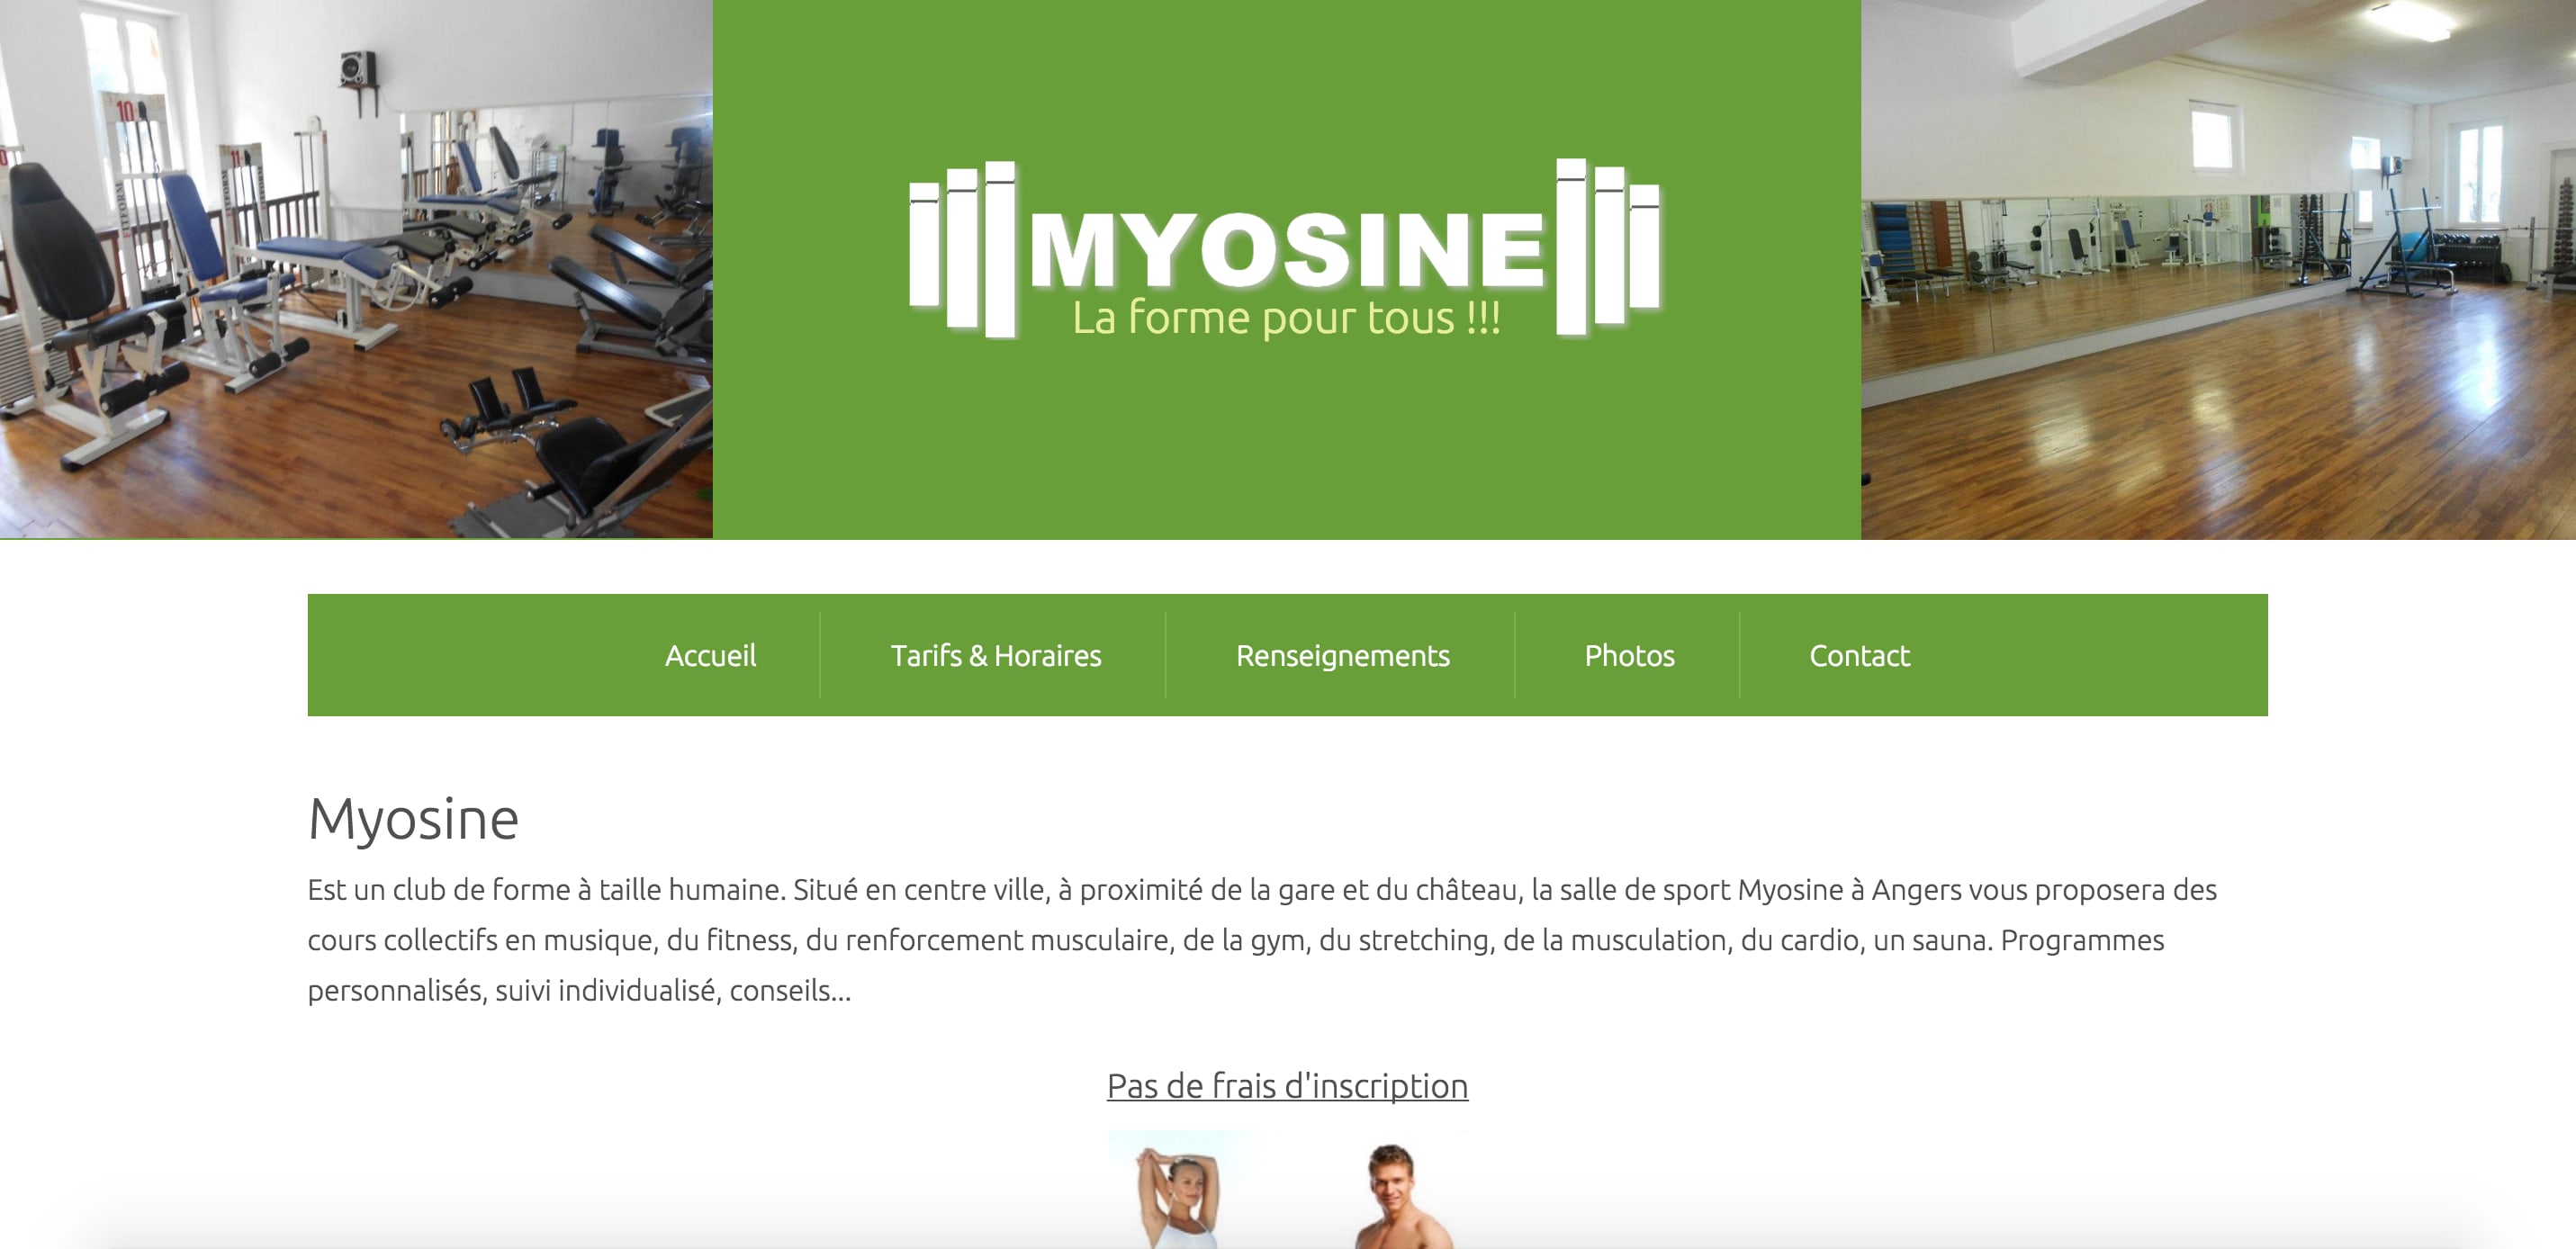 10
11
MYOSINE
La forme pour tous !!!
Accueil
Tarifs & Horaires
Renseignements
Photos
Contact
Myosine
Est un club de forme à taille humaine. Situé en centre ville, à proximité de la gare et du château, la salle de sport Myosine à Angers vous proposera des
cours collectifs en musique, du fitness, du renforcement musculaire, de la gym, du stretching, de la musculation, du cardio, un sauna. Programmes
personnalisés, suivi individualisé, conseils...
Pas de frais d'inscription